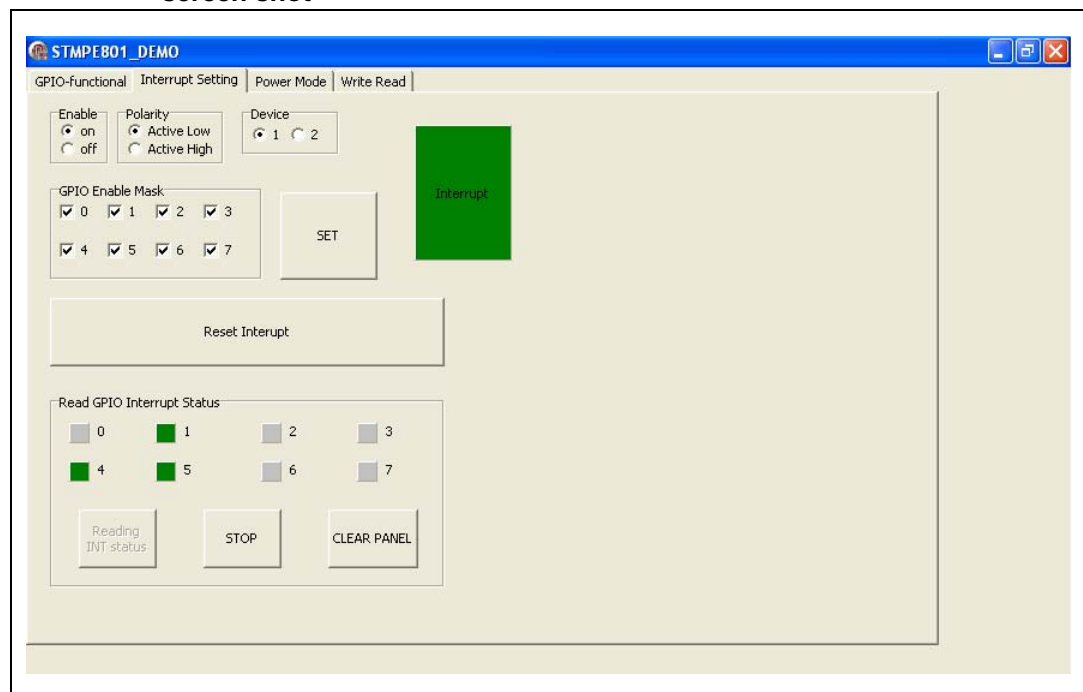 screen shot
STMPE801_DEMO
GPIO-functional Interrupt Setting Power Mode Write Read
Enable Polarity Device
on Active Low 1 2
off Active High
Interrupt
GPIO Enable Mask
0 1 2 3
SET
4 5 6 7
Reset Interupt
Read GPIO Interrupt Status
0 1 2 3
4 5 6 7
Reading
INT status
STOP
CLEAR PANEL